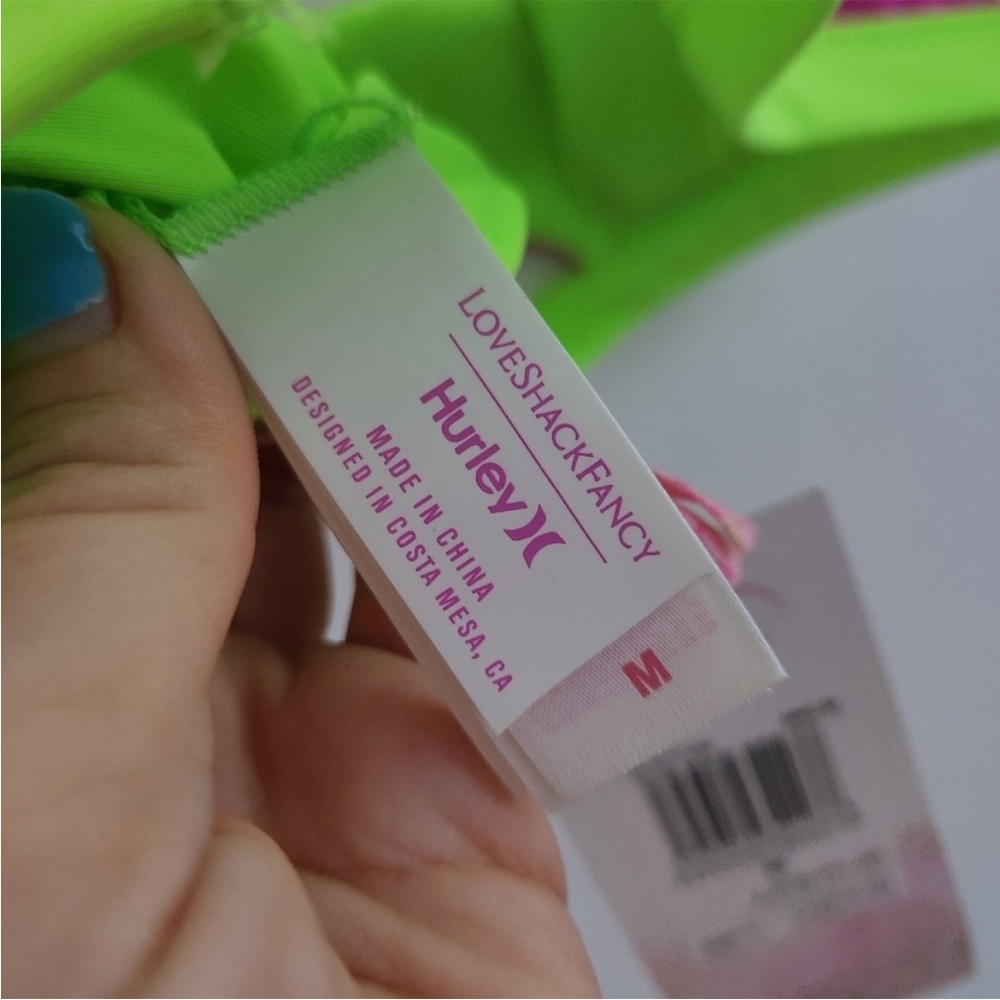 LOVESHACKFANCY
Hurley
MADE IN CHINA
DESIGNED IN COSTA MESA, CA
M